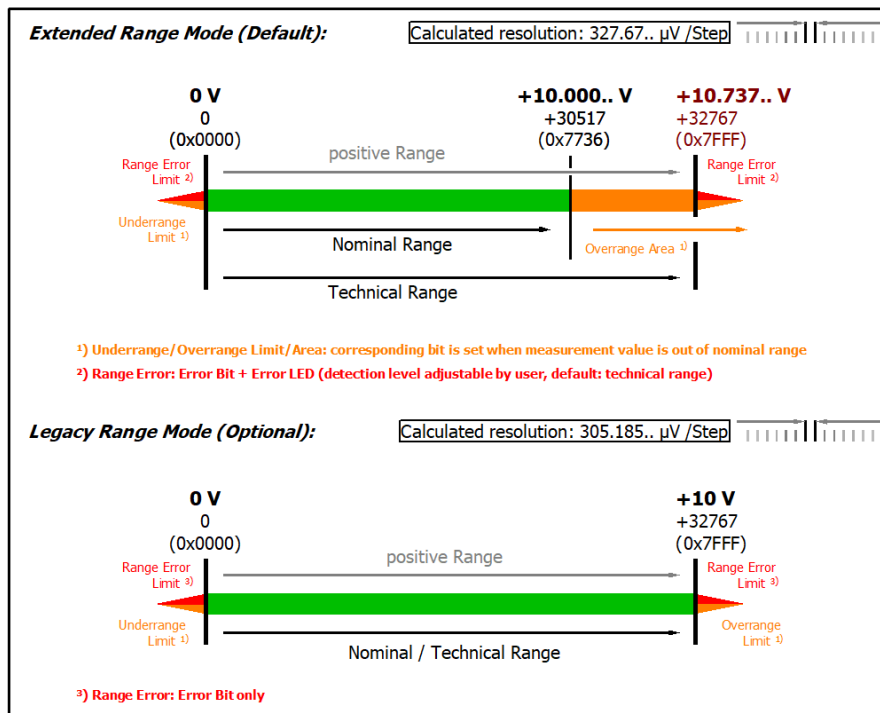 Extended Range Mode (Default):
Calculated resolution: 327.67.. µV /Step
0 V
0
(0x0000)
+10.000.. V
+30517
(0x7736)
+10.737.. V
+32767
(0x7FFF)
Range Error
Limit ²⁾
positive Range
Range Error
Limit ²⁾
Underrange
Limit ¹⁾
Nominal Range
Overrange Area ¹⁾
Technical Range
¹⁾ Underrange/Overrange Limit/Area: corresponding bit is set when measurement value is out of nominal range
²⁾ Range Error: Error Bit + Error LED (detection level adjustable by user, default: technical range)
Legacy Range Mode (Optional):
Calculated resolution: 305.185.. µV /Step
0 V
0
(0x0000)
+10 V
+32767
(0x7FFF)
Range Error
Limit ³⁾
positive Range
Range Error
Limit ³⁾
Underrange
Limit ¹⁾
Overrange
Limit ¹⁾
Nominal / Technical Range
³⁾ Range Error: Error Bit only